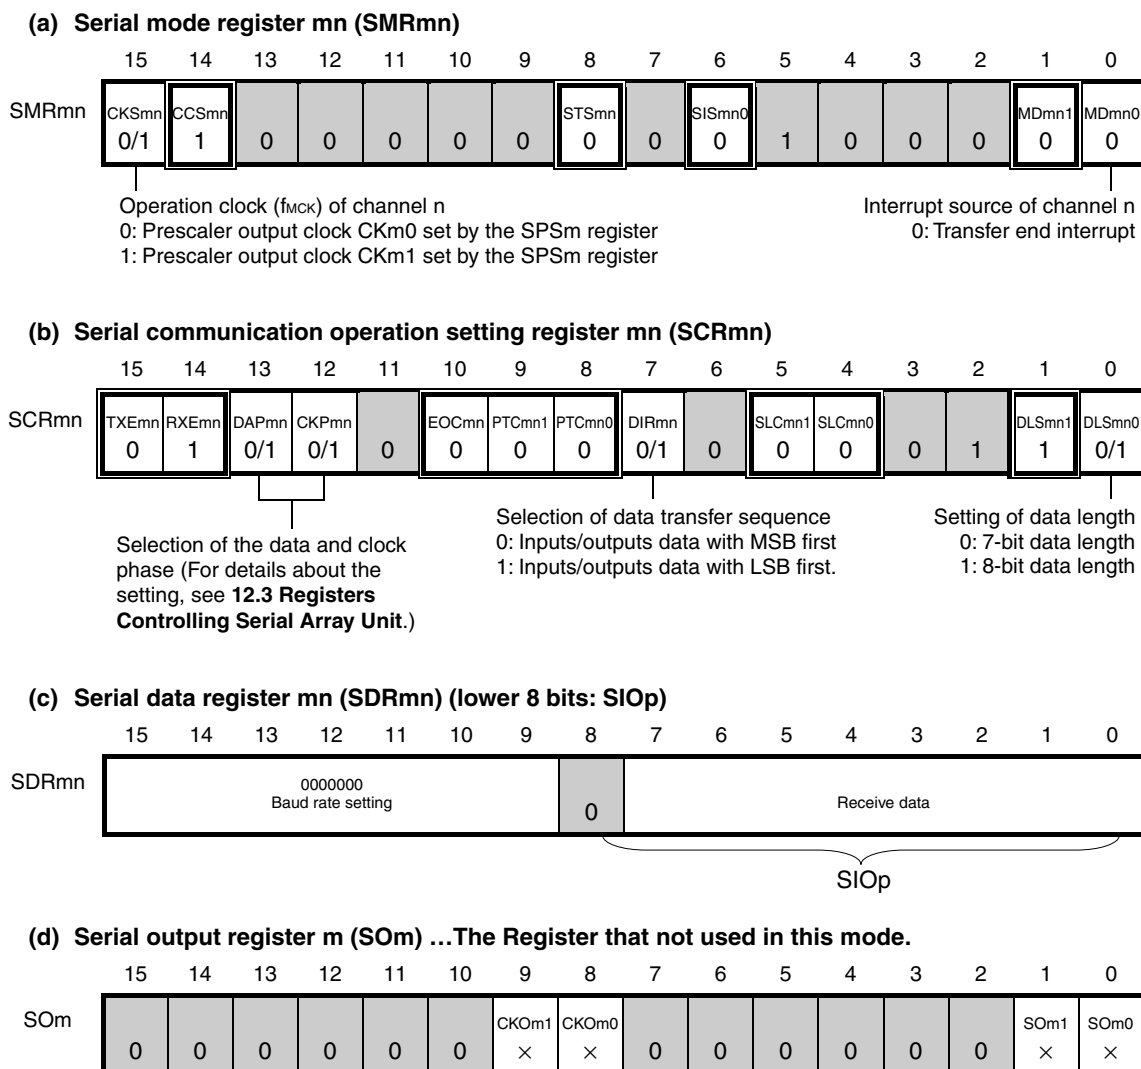 (a) Serial mode register mn (SMRmn)
15 14 13 12 11 10 9 8 7 6 5 4 3 2 1 0
SMRmn CKSmn CCSmn STSmn SISmn0 MDmn1 MDmn0
0/1 1 0 0 0 0 0 0 0 0 1 0 0 0 0 0
Operation clock (fMCK) of channel n
0: Prescaler output clock CKm0 set by the SPSm register
1: Prescaler output clock CKm1 set by the SPSm register
Interrupt source of channel n
0: Transfer end interrupt
(b) Serial communication operation setting register mn (SCRmn)
15 14 13 12 11 10 9 8 7 6 5 4 3 2 1 0
SCRmn TXEmn RXEmn DAPmn CKPmn EOCmn PTCmn1 PTCmn0 DIRmn SLCmn1 SLCmn0 DLSmn1 DLSmn0
0 1 0/1 0/1 0 0 0 0 0/1 0 0 0 0 1 1 0/1
Selection of the data and clock
phase (For details about the
setting, see 12.3 Registers
Controlling Serial Array Unit.)
Selection of data transfer sequence
0: Inputs/outputs data with MSB first
1: Inputs/outputs data with LSB first.
Setting of data length
0: 7-bit data length
1: 8-bit data length
(c) Serial data register mn (SDRmn) (lower 8 bits: SIOp)
15 14 13 12 11 10 9 8 7 6 5 4 3 2 1 0
SDRmn
0000000
Baud rate setting
0
Receive data
SIOp
(d) Serial output register m (SOm) …The Register that not used in this mode.
15 14 13 12 11 10 9 8 7 6 5 4 3 2 1 0
SOm CKOm1 CKOm0 SOm1 SOm0
0 0 0 0 0 0 × × 0 0 0 0 0 0 × ×